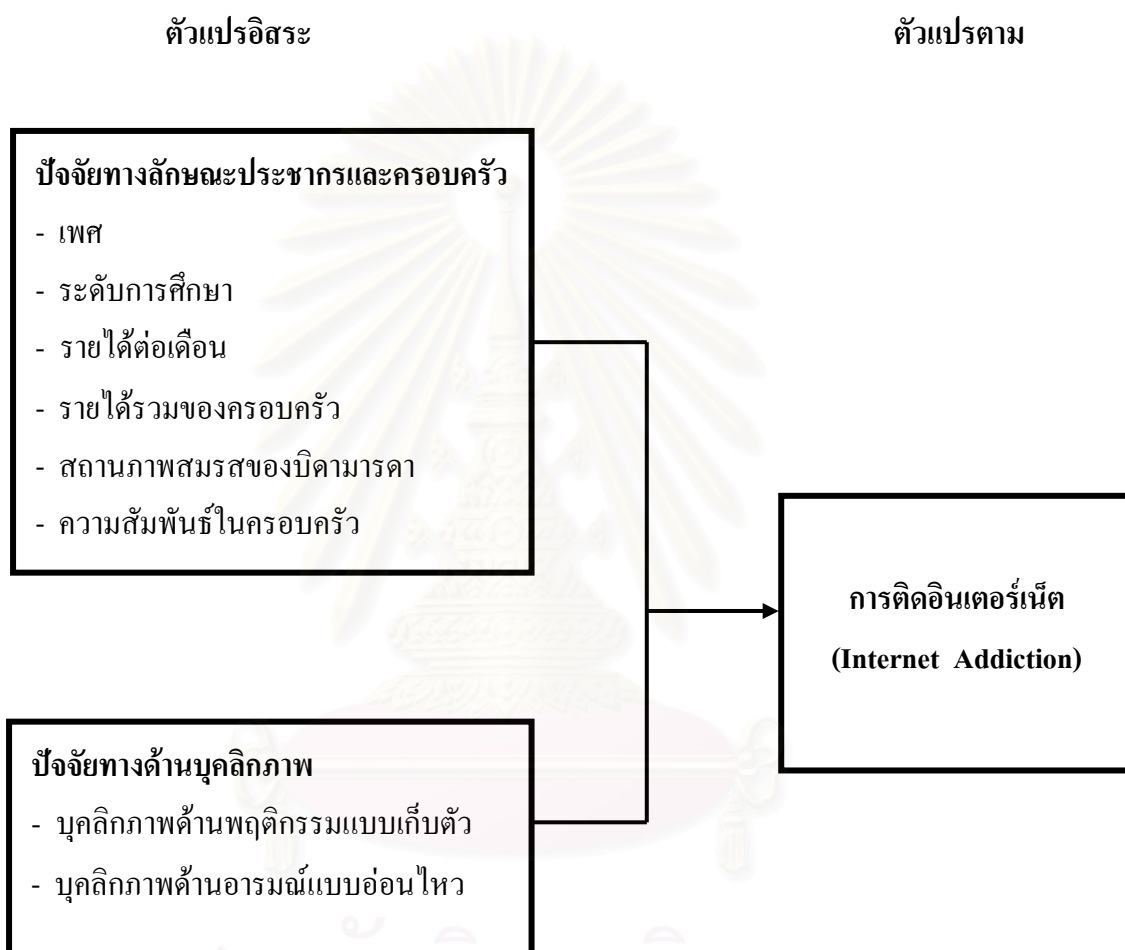 ตัวแปรอิสระ
ตัวแปรตาม
ปัจจัยทางลักษณะประชากรและครอบครัว
- เพศ
- ระดับการศึกษา
- รายได้ต่อเดือน
- รายได้รวมของครอบครัว
- สถานภาพสมรสของบิดามารดา
- ความสัมพันธ์ในครอบครัว
การติดอินเตอร์เน็ต
(Internet Addiction)
ปัจจัยทางด้านบุคลิกภาพ
- บุคลิกภาพด้านพฤติกรรมแบบเก็บตัว
- บุคลิกภาพด้านอารมณ์แบบอ่อนไหว